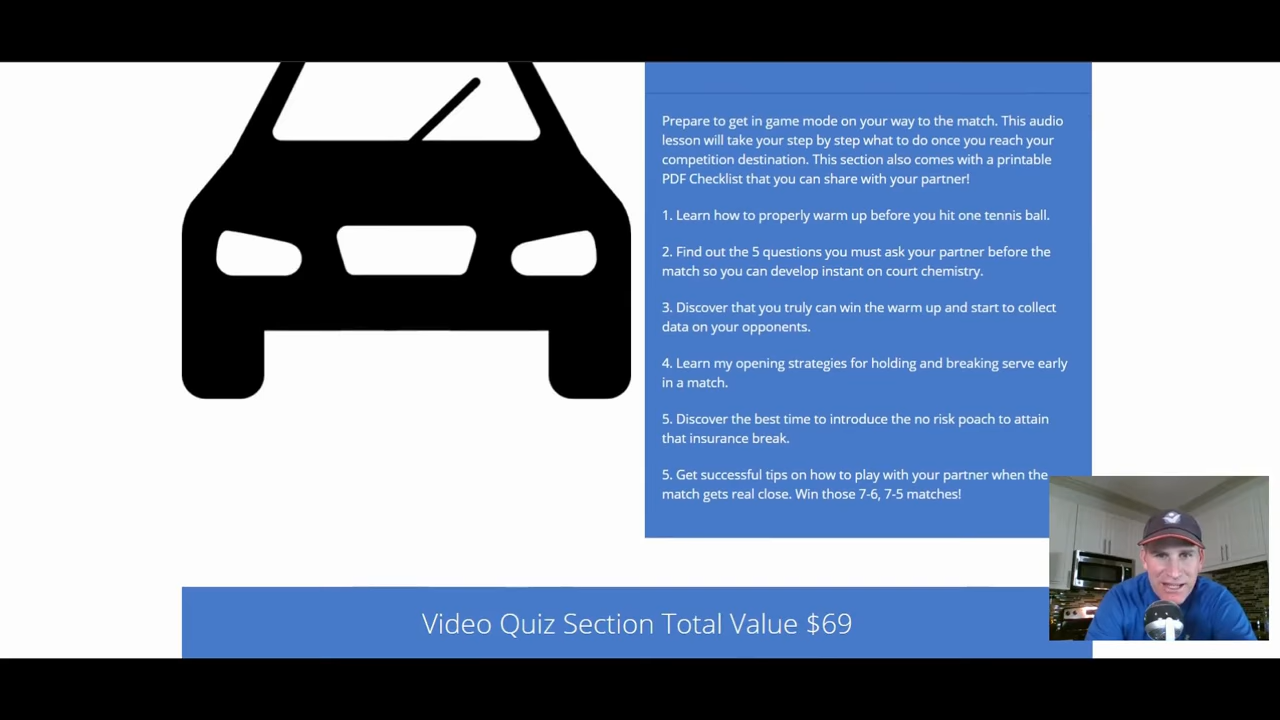 Prepare to get in game mode on your way to the match. This audio
lesson will take your step by step what to do once you reach your
competition destination. This section also comes with a printable
PDF Checklist that you can share with your partner!
1. Learn how to properly warm up before you hit one tennis ball.
2. Find out the 5 questions you must ask your partner before the
match so you can develop instant on court chemistry.
3. Discover that you truly can win the warm up and start to collect
data on your opponents.
4. Learn my opening strategies for holding and breaking serve early
in a match.
5. Discover the best time to introduce the no risk poach to attain
that insurance break.
5. Get successful tips on how to play with your partner when the
match gets real close. Win those 7-6, 7-5 matches!
Video Quiz Section Total Value $69